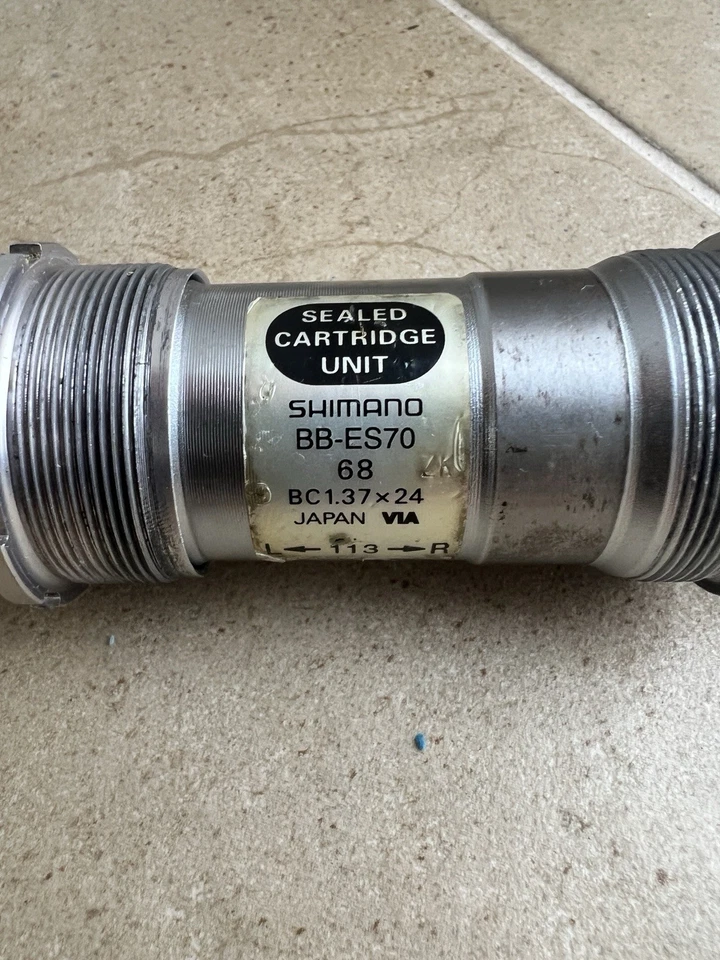 SEALED
CARTRIDGE
UNIT
SHIMANO
BB-ES70
68
BC1.37×24
JAPAN VIA
L←113→R